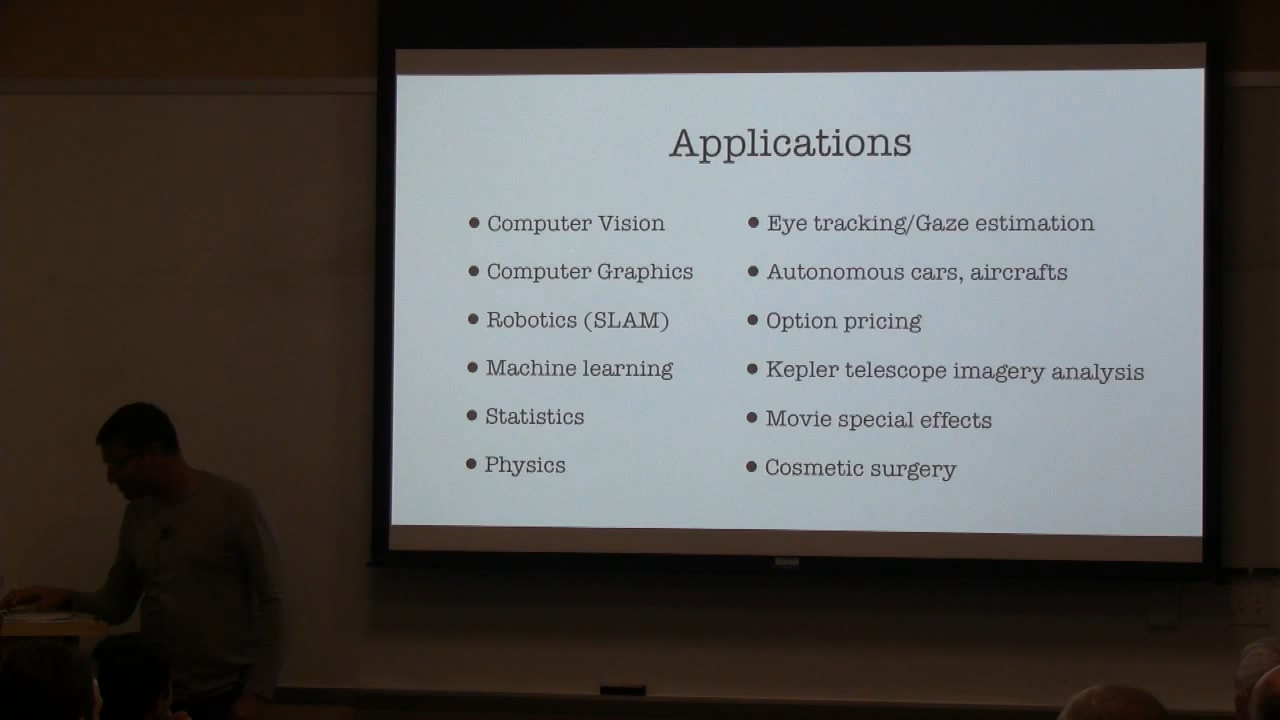 Applications
• Computer Vision
• Computer Graphics
• Robotics (SLAM)
• Machine learning
• Statistics
• Physics
• Eye tracking/Gaze estimation
• Autonomous cars, aircrafts
• Option pricing
• Kepler telescope imagery analysis
• Movie special effects
• Cosmetic surgery